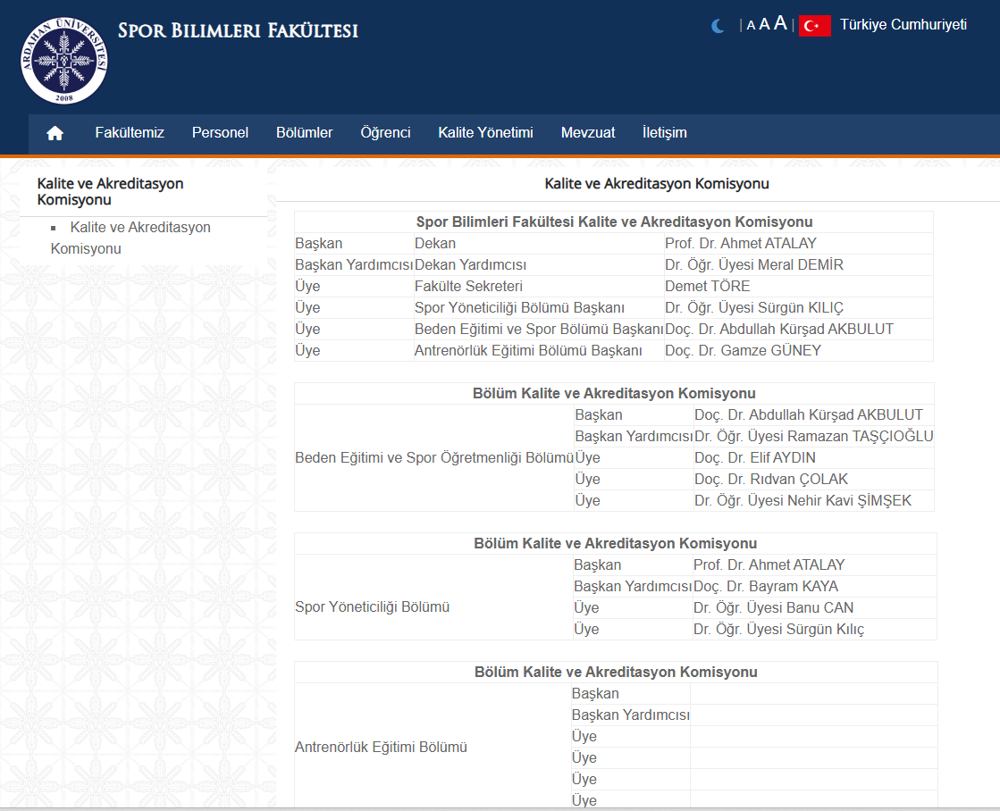 ARDAHAN ÜNİVERSİTESİ
2008
SPOR BILIMLERI FAKÜLTESI
| A A A | Türkiye Cumhuriyeti
Fakültemiz Personel Bölümler Öğrenci Kalite Yönetimi Mevzuat İletişim
Kalite ve Akreditasyon
Komisyonu
Kalite ve Akreditasyon
Komisyonu
Kalite ve Akreditasyon Komisyonu
Spor Bilimleri Fakültesi Kalite ve Akreditasyon Komisyonu
Başkan Dekan Prof. Dr. Ahmet ATALAY
Başkan Yardımcısı Dekan Yardımcısı Dr. Öğr. Üyesi Meral DEMİR
Üye Fakülte Sekreteri Demet TÖRE
Üye Spor Yöneticiliği Bölümü Başkanı Dr. Öğr. Üyesi Sürgün KILIÇ
Üye Beden Eğitimi ve Spor Bölümü Başkanı Doç. Dr. Abdullah Kürşad AKBULUT
Üye Antrenörlük Eğitimi Bölümü Başkanı Doç. Dr. Gamze GÜNEY
Bölüm Kalite ve Akreditasyon Komisyonu
Başkan Doç. Dr. Abdullah Kürşad AKBULUT
Başkan Yardımcısı Dr. Öğr. Üyesi Ramazan TAŞÇIOĞLU
Beden Eğitimi ve Spor Öğretmenliği Bölümü Üye Doç. Dr. Elif AYDIN
Üye Doç. Dr. Rıdvan ÇOLAK
Üye Dr. Öğr. Üyesi Nehir Kavi ŞİMŞEK
Bölüm Kalite ve Akreditasyon Komisyonu
Başkan Prof. Dr. Ahmet ATALAY
Başkan Yardımcısı Doç. Dr. Bayram KAYA
Spor Yöneticiliği Bölümü Üye Dr. Öğr. Üyesi Banu CAN
Üye Dr. Öğr. Üyesi Sürgün Kılıç
Bölüm Kalite ve Akreditasyon Komisyonu
Başkan
Başkan Yardımcısı
Üye
Antrenörlük Eğitimi Bölümü
Üye
Üye
Üye